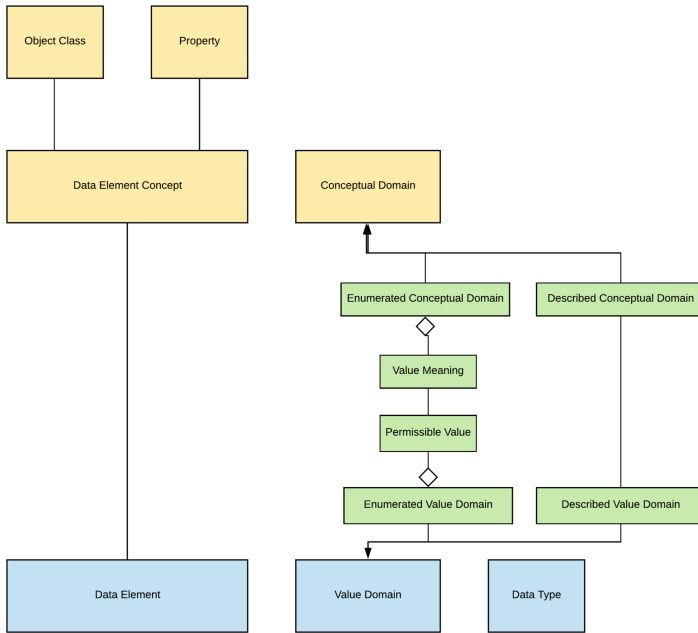 Object Class
Property
Data Element Concept
Conceptual Domain
Enumerated Conceptual Domain
Described Conceptual Domain
Value Meaning
Permissible Value
Enumerated Value Domain
Described Value Domain
Data Element
Value Domain
Data Type